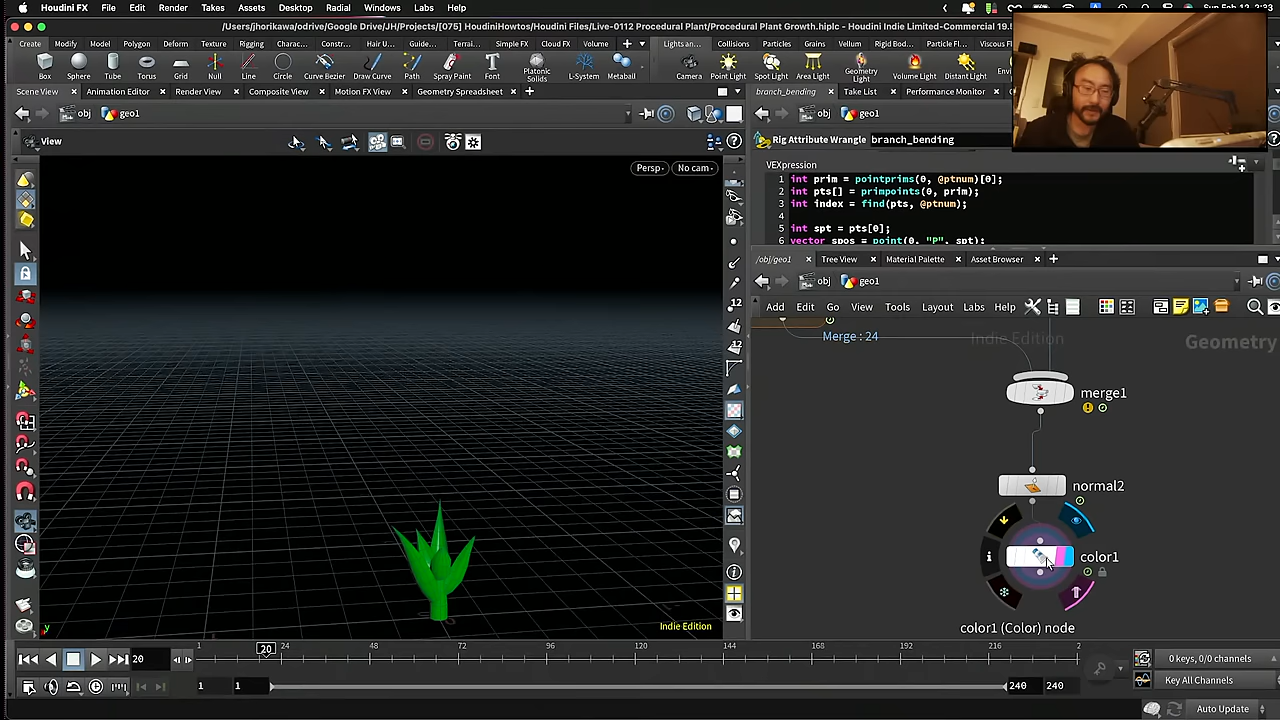 Houdini FX File Edit Render Takes Assets Desktop Radial Windows Labs Help
/Users/jhorikawa/odrive/Google Drive/JH/Projects/[075] HoudiniHowtos/Houdini Files/Live-0112 Procedural Plant/Procedural Plant Growth.hiplc - Houdini Indie Limited-Commercial 19.
Create Modify Model Polygon Deform Texture Rigging Charac... Constr... Hair U... Guide... Terrai... Simple FX Cloud FX Volume Lights an... Collisions Particles Grains Vellum Rigid Bod... Particle Fl... Viscous
Box Sphere Tube Torus Grid Null Line Circle Curve Bezier Draw Curve Path Spray Paint Font Platonic Solids L-System Metaball Camera Point Light Spot Light Area Light Geometry Light Volume Light Distant Light
Scene View Animation Editor Render View Composite View Motion FX View Geometry Spreadsheet branch_bending Take List Performance Monitor
obj geo1
obj geo1
View
Rig Attribute Wrangle branch_bending
Persp No cam
VEXpression
1 int prim = pointprims(0, @ptnum)[0];
2 int pts[] = primpoints(0, prim);
3 int index = find(pts, @ptnum);
4
5 int spt = pts[0];
6 vector spos = point(0, "P", spt);
/obj/geo1 Tree View Material Palette Asset Browser
obj geo1
Add Edit Go View Tools Layout Labs Help
12
12
Merge : 24
Indie Edition
Geometry
merge1
normal2
color1
color1 (Color) node
Indie Edition
20
1 20 24 48 72 96 120 144 168 192 216 2
0 keys, 0/0 channels
1 1 240 240
Key All Channels
Auto Update